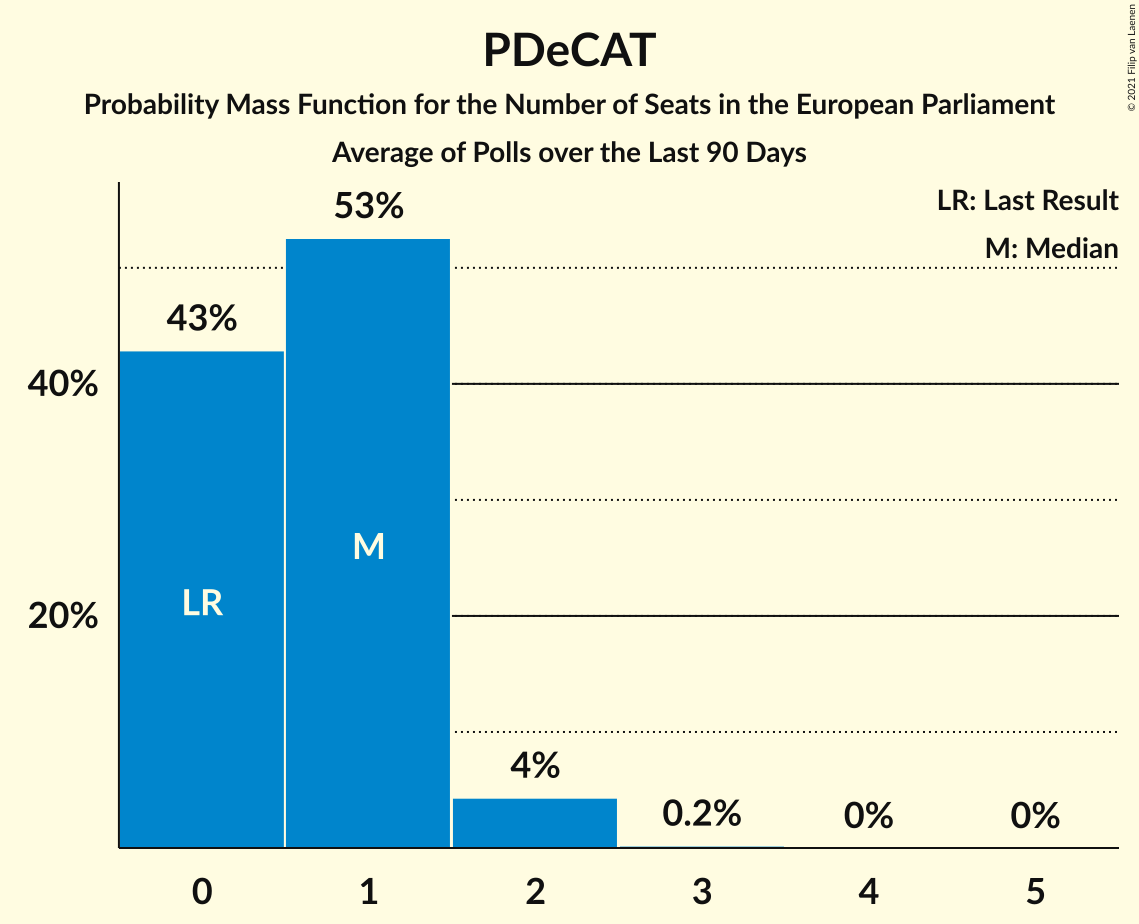 PDeCAT
Probability Mass Function for the Number of Seats in the European Parliament
Average of Polls over the Last 90 Days
© 2021 Filip van Laenen
LR: Last Result
M: Median
53%
43%
40%
M
LR
20%
4%
0.2%
0%
0%
0
1
2
3
4
5